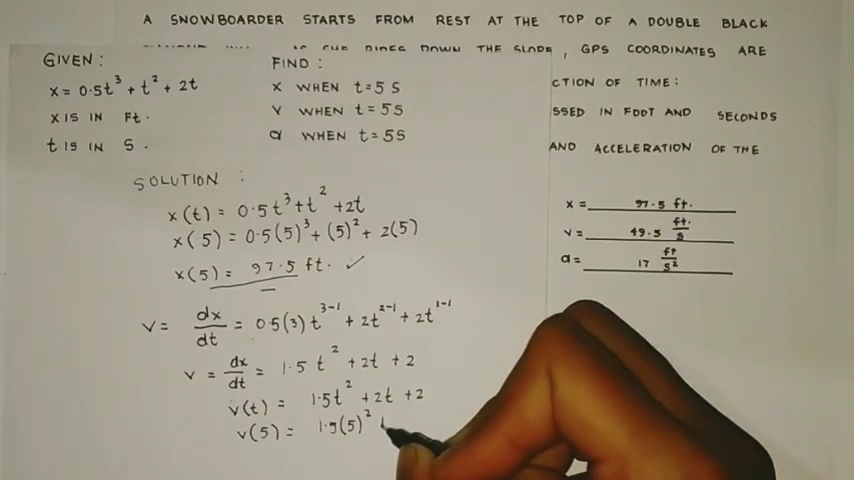 A SNOWBOARDER STARTS FROM REST AT THE TOP OF A DOUBLE BLACK
DOWN THE SLOPE, GPS COORDINATES ARE
GIVEN:
x = 0.5t³ + t² + 2t
x IS IN Ft.
t IS IN S.
FIND:
x WHEN t=5 S
v WHEN t=5S
a WHEN t=5S
CTION OF TIME:
SSED IN FOOT AND SECONDS
AND ACCELERATION OF THE
x = 97.5 ft.
v = 49.5 ft./s
a = 17 ft/s²
SOLUTION:
x(t) = 0.5t³ + t² + 2t
x(5) = 0.5(5)³ + (5)² + 2(5)
x(5) = 97.5 ft. ✓
v = dx/dt = 0.5(3)t³⁻¹ + 2t²⁻¹ + 2t¹⁻¹
v = dx/dt = 1.5t² + 2t + 2
v(t) = 1.5t² + 2t + 2
v(5) = 1.5(5)²